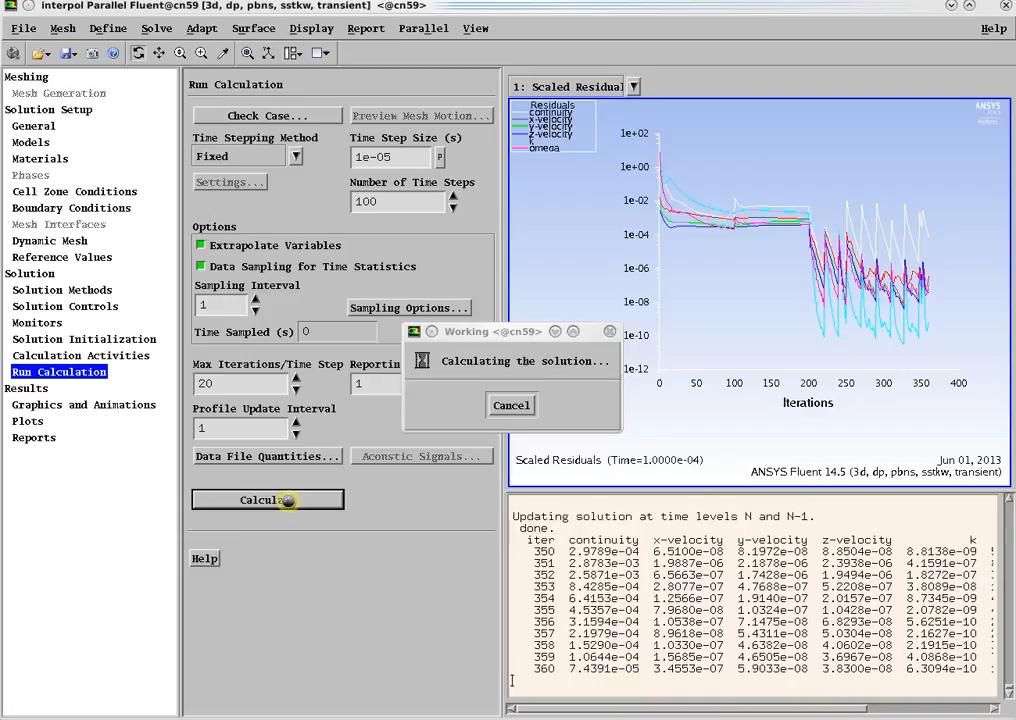 interpol Parallel Fluent@cn59 [3d, dp, pbns, sstkw, transient] <@cn59>
File Mesh Define Solve Adapt Surface Display Report Parallel View Help
Meshing
Mesh Generation
Solution Setup
General
Models
Materials
Phases
Cell Zone Conditions
Boundary Conditions
Mesh Interfaces
Dynamic Mesh
Reference Values
Solution
Solution Methods
Solution Controls
Monitors
Solution Initialization
Calculation Activities
Run Calculation
Results
Graphics and Animations
Plots
Reports
Run Calculation
Check Case... Preview Mesh Motion...
Time Stepping Method Time Step Size (s)
Fixed 1e-05 P
Settings... Number of Time Steps
100
Options
Extrapolate Variables
Data Sampling for Time Statistics
Sampling Interval
1 Sampling Options...
Time Sampled (s) 0
Max Iterations/Time Step Reporting
20 1
Profile Update Interval
1
Data File Quantities... Acoustic Signals...
Calcul
Help
Working <@cn59>
Calculating the solution...
Cancel
1: Scaled Residual
Residuals
continuity
x-velocity
y-velocity
z-velocity
k
omega
ANSYS
1e+02
1e+00
1e-02
1e-04
1e-06
1e-08
1e-10
1e-12
0 50 100 150 200 250 300 350 400
Iterations
Scaled Residuals (Time=1.0000e-04) Jun 01, 2013
ANSYS Fluent 14.5 (3d, dp, pbns, sstkw, transient)
Updating solution at time levels N and N-1.
done.
iter continuity x-velocity y-velocity z-velocity k
350 2.9789e-04 6.5100e-08 8.1972e-08 8.8504e-08 8.8138e-09
351 2.8783e-03 1.9887e-06 2.1878e-06 2.3938e-06 4.1591e-07
352 2.5871e-03 6.5663e-07 1.7428e-06 1.9494e-06 1.8272e-07
353 8.4285e-04 2.8077e-07 4.7688e-07 5.2208e-07 3.8089e-08
354 6.4153e-04 1.2566e-07 1.9140e-07 2.0157e-07 8.7345e-09
355 4.5357e-04 7.9680e-08 1.0324e-07 1.0428e-07 2.0782e-09
356 3.1594e-04 1.0538e-07 7.1475e-08 6.8293e-08 5.6251e-10
357 2.1979e-04 8.9618e-08 5.4311e-08 5.0304e-08 2.1627e-10
358 1.5290e-04 1.0330e-07 4.6382e-08 4.0602e-08 2.1915e-10
359 1.0644e-04 1.5685e-07 4.6505e-08 3.6967e-08 4.0868e-10
360 7.4391e-05 3.4553e-07 5.9033e-08 3.8300e-08 6.3094e-10